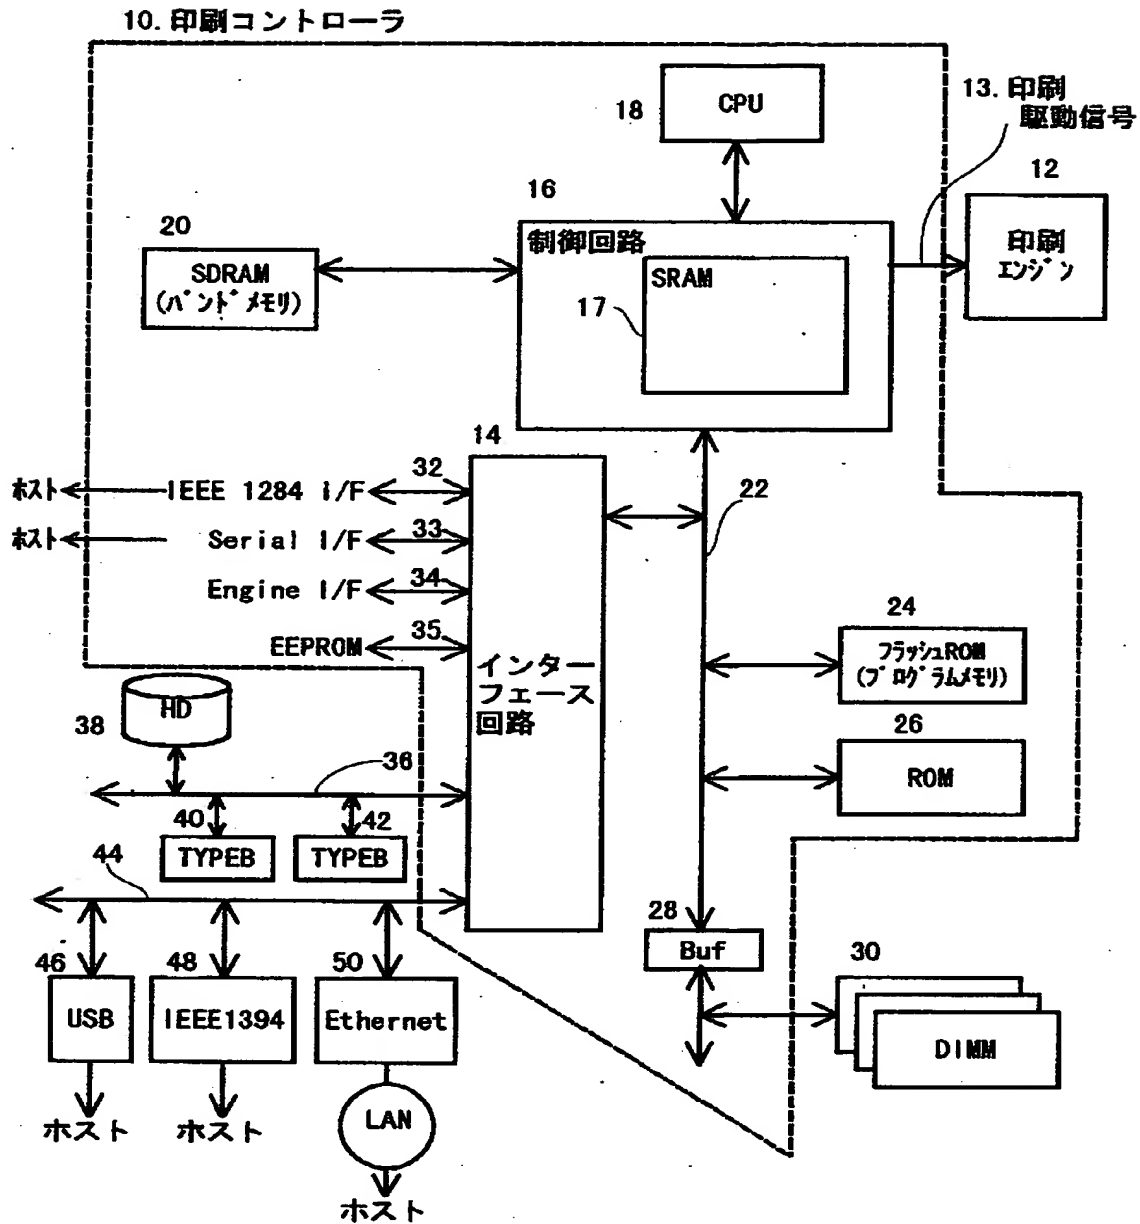 10.印刷コントローラ
18
CPU
13.印刷
駆動信号
12
印刷
エンジン
16
制御回路
SRAM
17
20
SDRAM
(バンドメモリ)
14
インター
フェース
回路
ホスト
IEEE 1284 I/F
32
ホスト
Serial I/F
33
Engine I/F
34
EEPROM
35
22
24
フラッシュROM
(プログラムメモリ)
26
ROM
38
HD
36
40
TYPEB
42
TYPEB
44
28
Buf
30
DIMM
46
USB
48
IEEE1394
50
Ethernet
LAN
ホスト
ホスト
ホスト